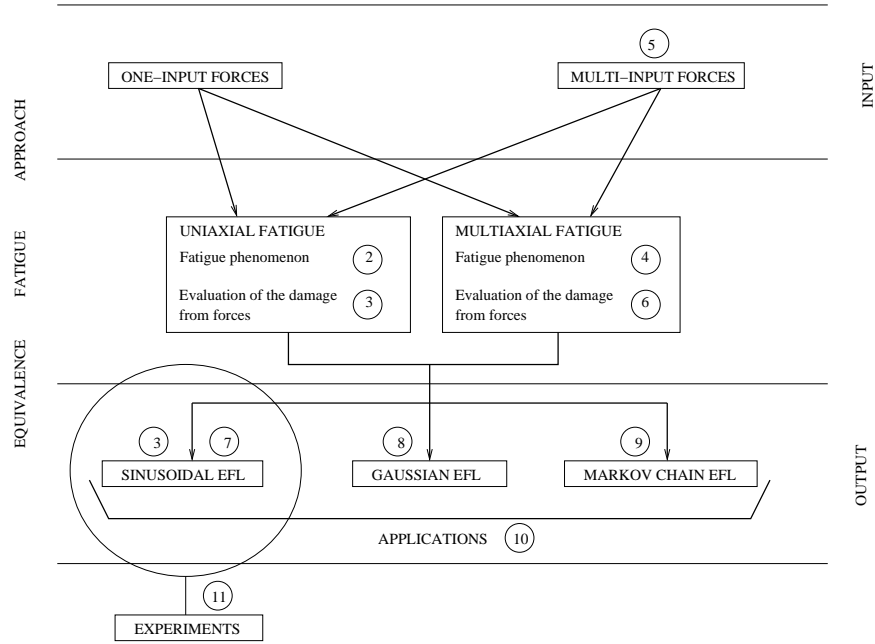 5
ONE−INPUT FORCES
MULTI−INPUT FORCES
INPUT
APPROACH
FATIGUE
EQUIVALENCE
UNIAXIAL FATIGUE
Fatigue phenomenon 2
Evaluation of the damage
from forces
3
MULTIAXIAL FATIGUE
Fatigue phenomenon 4
Evaluation of the damage
from forces
6
3 7
SINUSOIDAL EFL
8
GAUSSIAN EFL
9
MARKOV CHAIN EFL
OUTPUT
APPLICATIONS 10
11
EXPERIMENTS